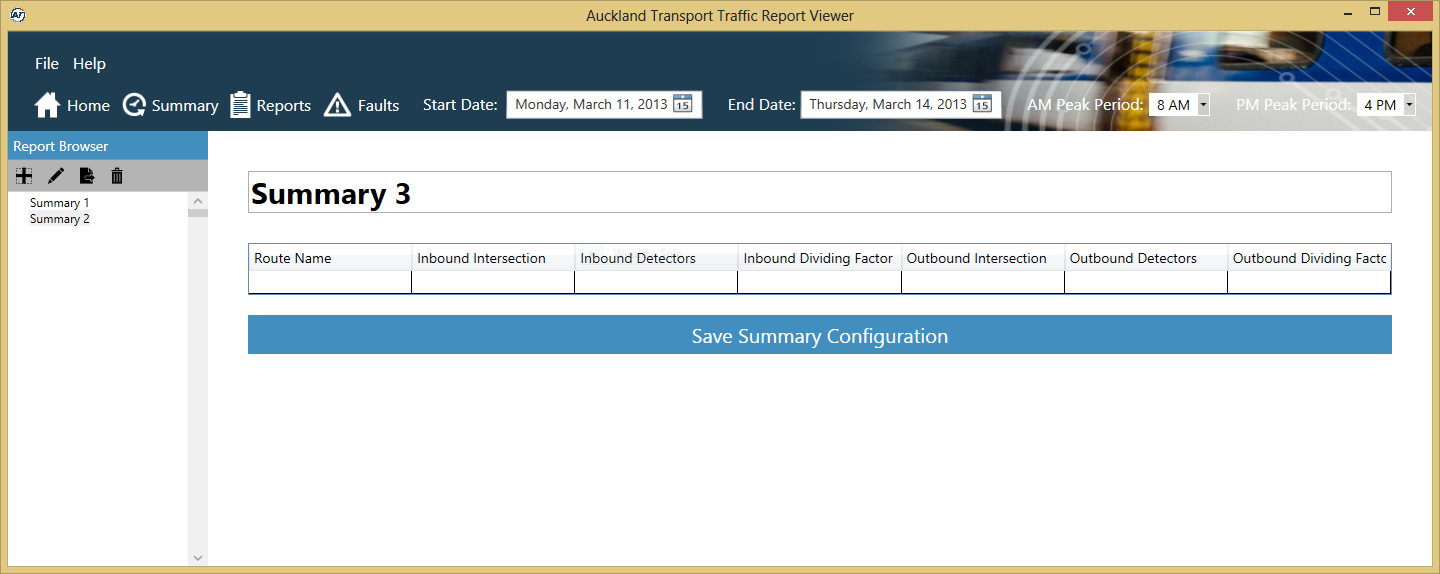 Auckland Transport Traffic Report Viewer
File Help
Home Summary Reports Faults Start Date: Monday, March 11, 2013 15 End Date: Thursday, March 14, 2013 15 AM Peak Period: 8 AM PM Peak Period: 4 PM
Report Browser
Summary 1
Summary 2
Summary 3
Route Name Inbound Intersection Inbound Detectors Inbound Dividing Factor Outbound Intersection Outbound Detectors Outbound Dividing Factc
Save Summary Configuration